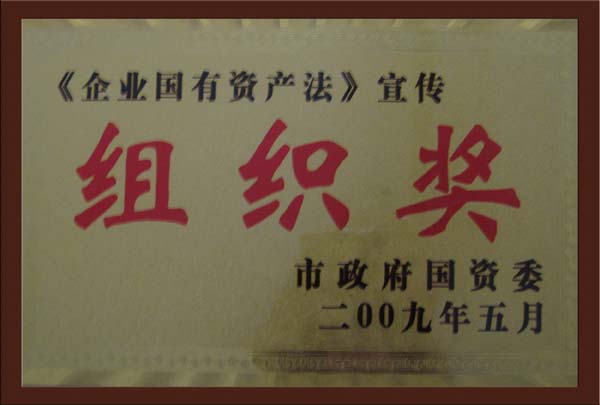 《企业国有资产法》宣传
组织奖
市政府国资委
二00九年五月